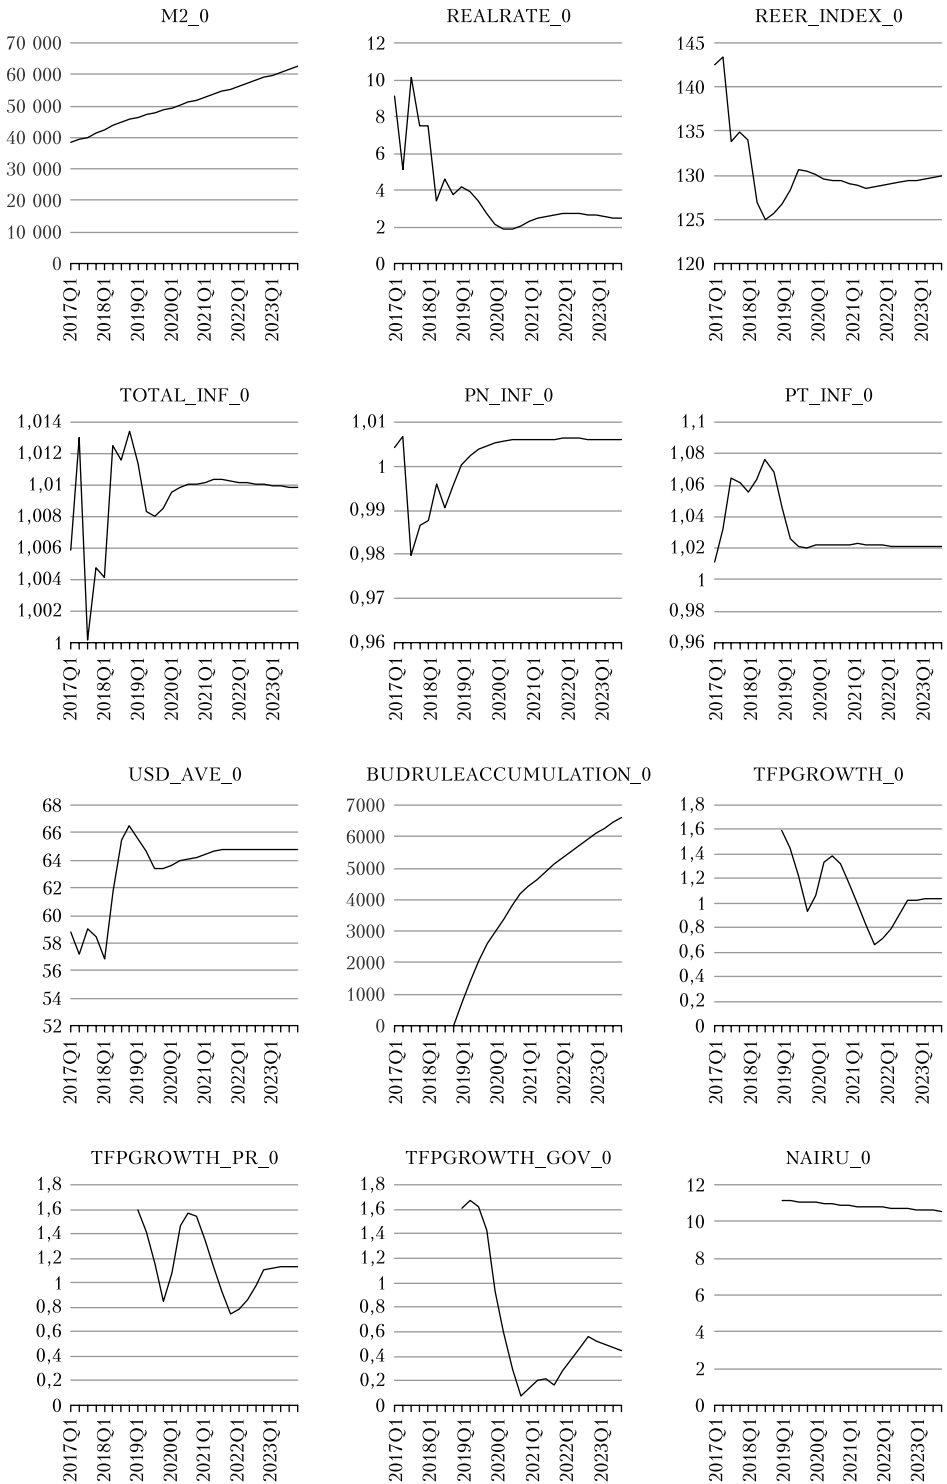 M2_0
70 000
60 000
50 000
40 000
30 000
20 000
10 000
0
2017Q1
2018Q1
2019Q1
2020Q1
2021Q1
2022Q1
2023Q1
REALRATE_0
12
10
8
6
4
2
0
2017Q1
2018Q1
2019Q1
2020Q1
2021Q1
2022Q1
2023Q1
REER_INDEX_0
145
140
135
130
125
120
2017Q1
2018Q1
2019Q1
2020Q1
2021Q1
2022Q1
2023Q1
TOTAL_INF_0
1,014
1,012
1,01
1,008
1,006
1,004
1,002
1
2017Q1
2018Q1
2019Q1
2020Q1
2021Q1
2022Q1
2023Q1
PN_INF_0
1,01
1
0,99
0,98
0,97
0,96
2017Q1
2018Q1
2019Q1
2020Q1
2021Q1
2022Q1
2023Q1
PT_INF_0
1,1
1,08
1,06
1,04
1,02
1
0,98
0,96
2017Q1
2018Q1
2019Q1
2020Q1
2021Q1
2022Q1
2023Q1
USD_AVE_0
68
66
64
62
60
58
56
54
52
2017Q1
2018Q1
2019Q1
2020Q1
2021Q1
2022Q1
2023Q1
BUDRULEACCUMULATION_0
7000
6000
5000
4000
3000
2000
1000
0
2017Q1
2018Q1
2019Q1
2020Q1
2021Q1
2022Q1
2023Q1
TFPGROWTH_0
1,8
1,6
1,4
1,2
1
0,8
0,6
0,4
0,2
0
2017Q1
2018Q1
2019Q1
2020Q1
2021Q1
2022Q1
2023Q1
TFPGROWTH_PR_0
1,8
1,6
1,4
1,2
1
0,8
0,6
0,4
0,2
0
2017Q1
2018Q1
2019Q1
2020Q1
2021Q1
2022Q1
2023Q1
TFPGROWTH_GOV_0
1,8
1,6
1,4
1,2
1
0,8
0,6
0,4
0,2
0
2017Q1
2018Q1
2019Q1
2020Q1
2021Q1
2022Q1
2023Q1
NAIRU_0
12
10
8
6
4
2
0
2017Q1
2018Q1
2019Q1
2020Q1
2021Q1
2022Q1
2023Q1